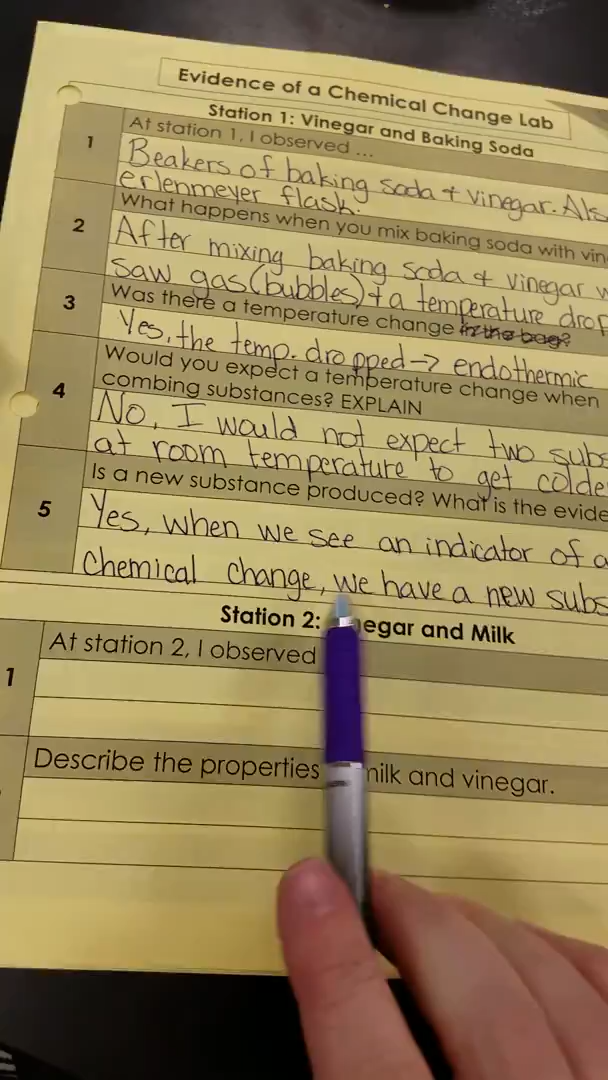 Evidence of a Chemical Change Lab
Station 1: Vinegar and Baking Soda
1
At station 1, I observed ...
Beakers of baking soda + vinegar. Als
erlenmeyer flask.
2
What happens when you mix baking soda with vin
After mixing baking soda + vinegar w
saw gas (bubbles) + a temperature drop
3
Was there a temperature change in the bag?
Yes, the temp. dropped → endothermic
4
Would you expect a temperature change when
combing substances? EXPLAIN
No, I would not expect two subs
at room temperature to get colde
5
Is a new substance produced? What is the evide
Yes, when we see an indicator of a
chemical change, we have a new subs
Station 2: negar and Milk
1
At station 2, I observed
Describe the properties milk and vinegar.